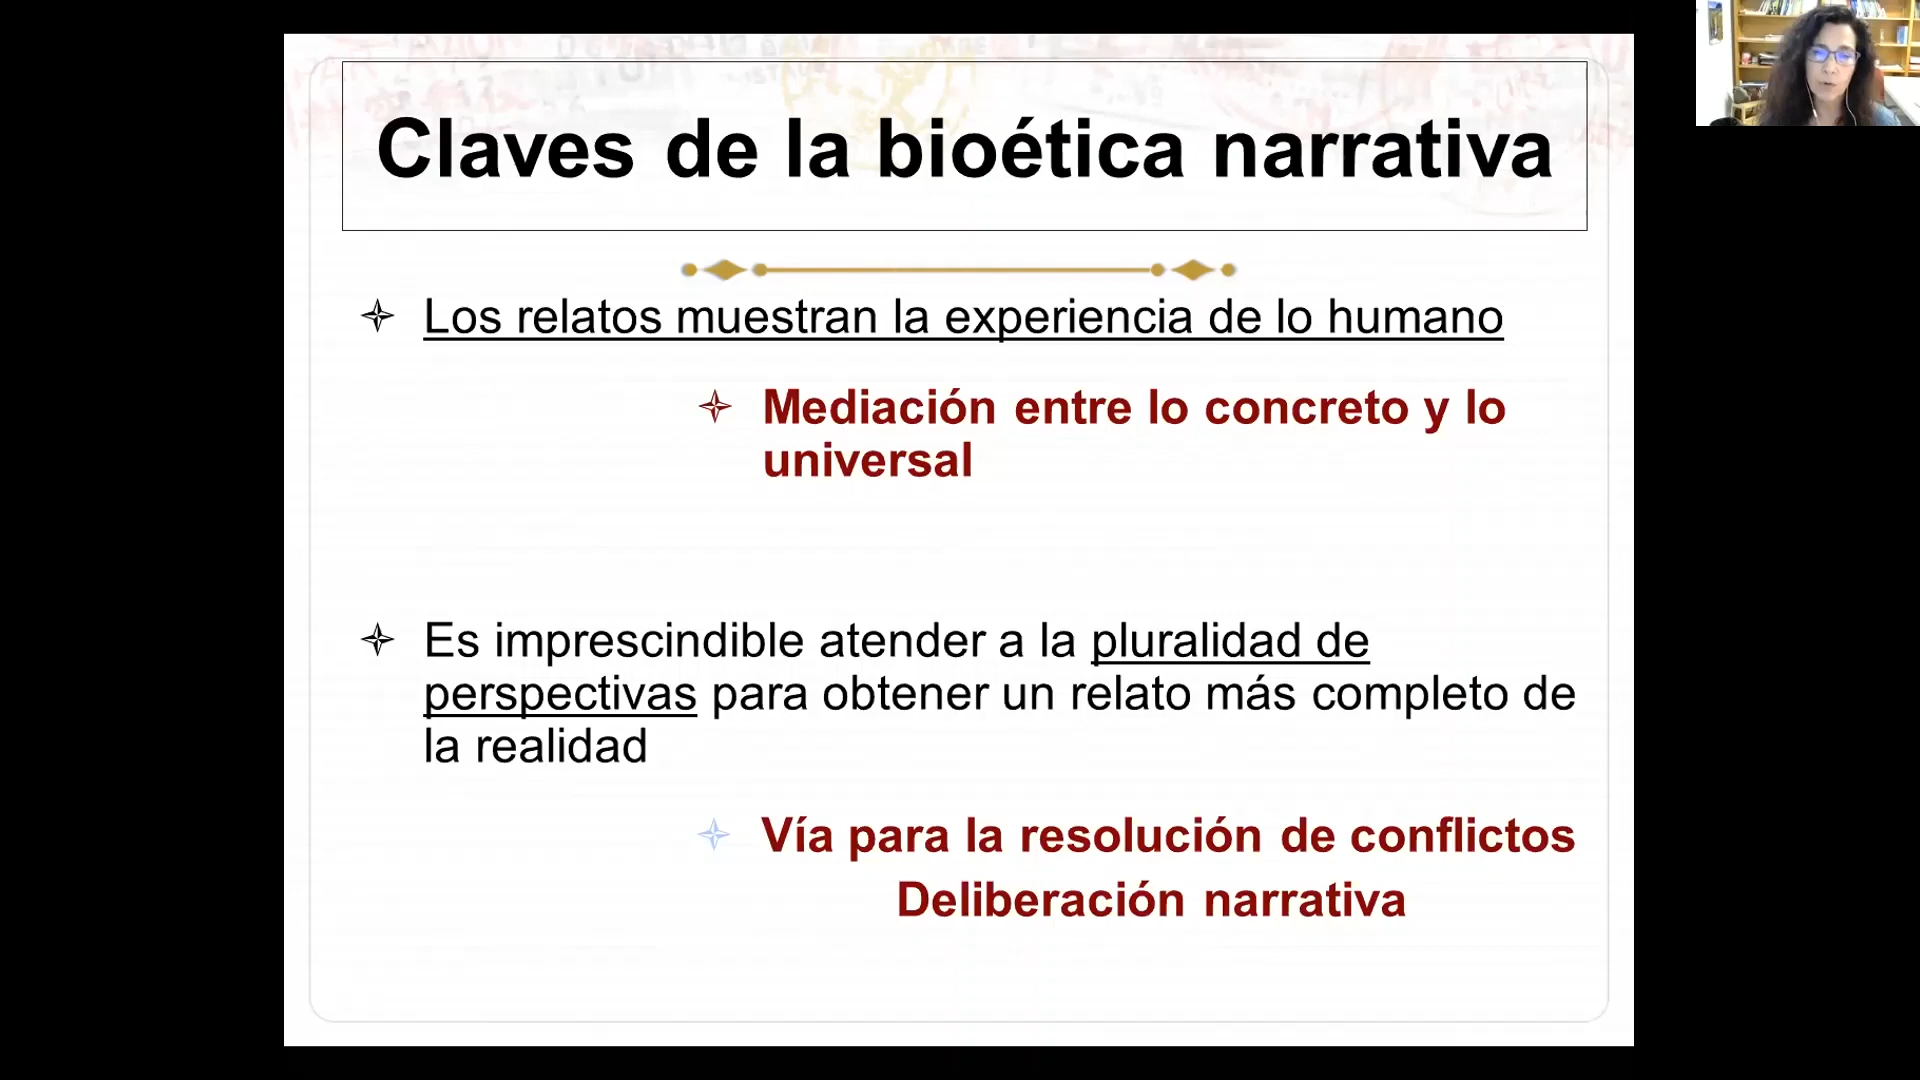 Claves de la bioética narrativa
Los relatos muestran la experiencia de lo humano
Mediación entre lo concreto y lo
universal
Es imprescindible atender a la pluralidad de
perspectivas para obtener un relato más completo de
la realidad
Vía para la resolución de conflictos
Deliberación narrativa